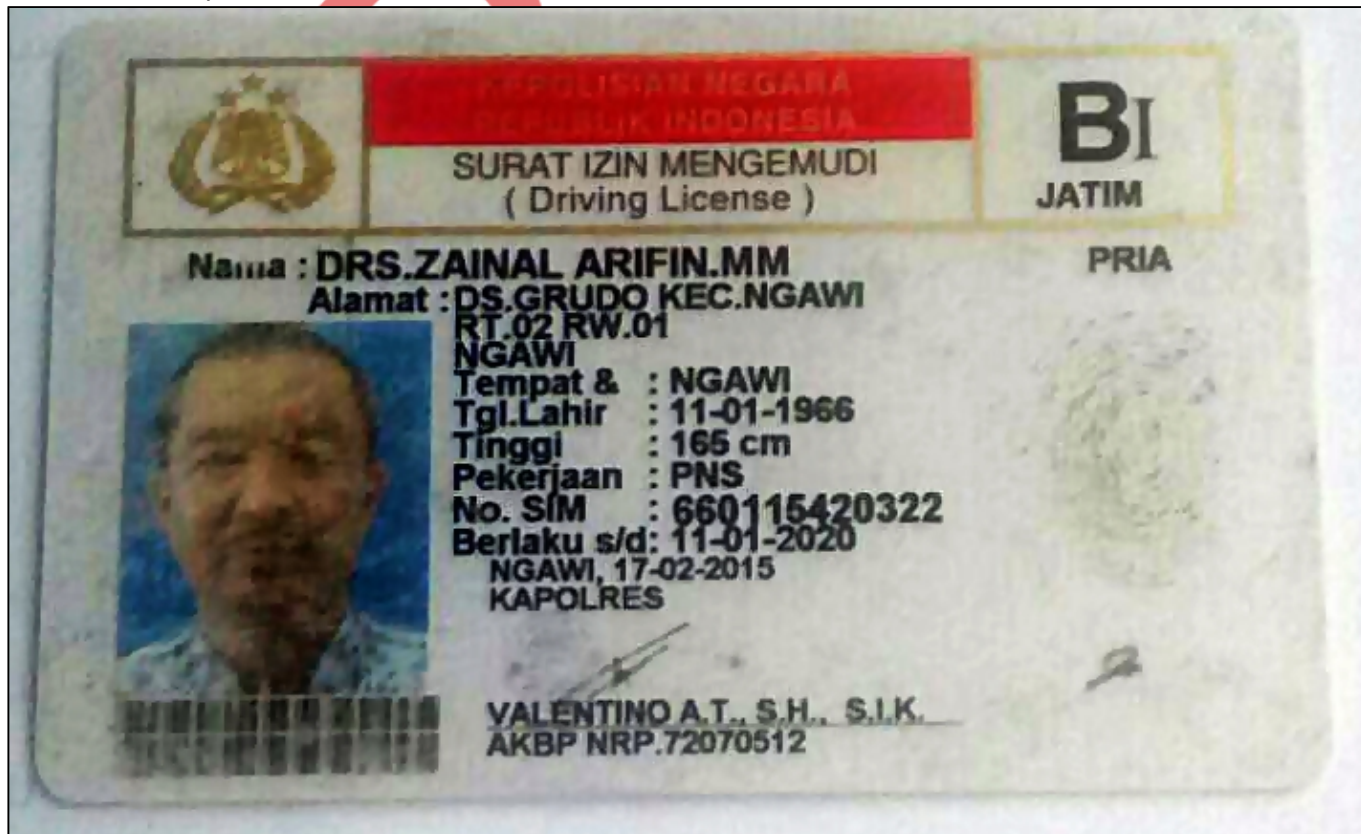 KEPOLISIAN NEGARA
REPUBLIK INDONESIA
SURAT IZIN MENGEMUDI
( Driving License )
BI
JATIM
Nama : DRS.ZAINAL ARIFIN.MM
PRIA
Alamat : DS.GRUDO KEC.NGAWI
RT.02 RW.01
NGAWI
Tempat & : NGAWI
Tgl.Lahir : 11-01-1966
Tinggi : 165 cm
Pekerjaan : PNS
No. SIM : 660115420322
Berlaku s/d: 11-01-2020
NGAWI, 17-02-2015
KAPOLRES
VALENTINO A.T., S.H., S.I.K.
AKBP NRP.72070512